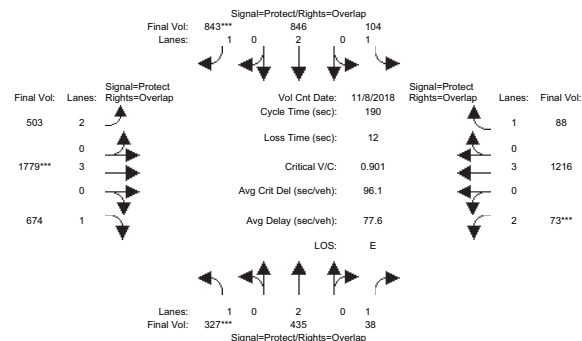 Signal=Protect/Rights=Overlap
Final Vol: 843*** 846 104
Lanes: 1 0 2 0 1
Signal=Protect Signal=Protect
Final Vol: Lanes: Rights=Overlap Vol Cnt Date: 11/8/2018 Rights=Overlap Lanes: Final Vol:
Cycle Time (sec): 190
503 2 1 88
Loss Time (sec): 12
0 0
1779*** 3 Critical V/C: 0.901 3 1216
0 Avg Crit Del (sec/veh): 96.1 0
674 1 Avg Delay (sec/veh): 77.6 2 73***
LOS: E
Lanes: 1 0 2 0 1
Final Vol: 327*** 435 38
Signal=Protect/Rights=Overlap